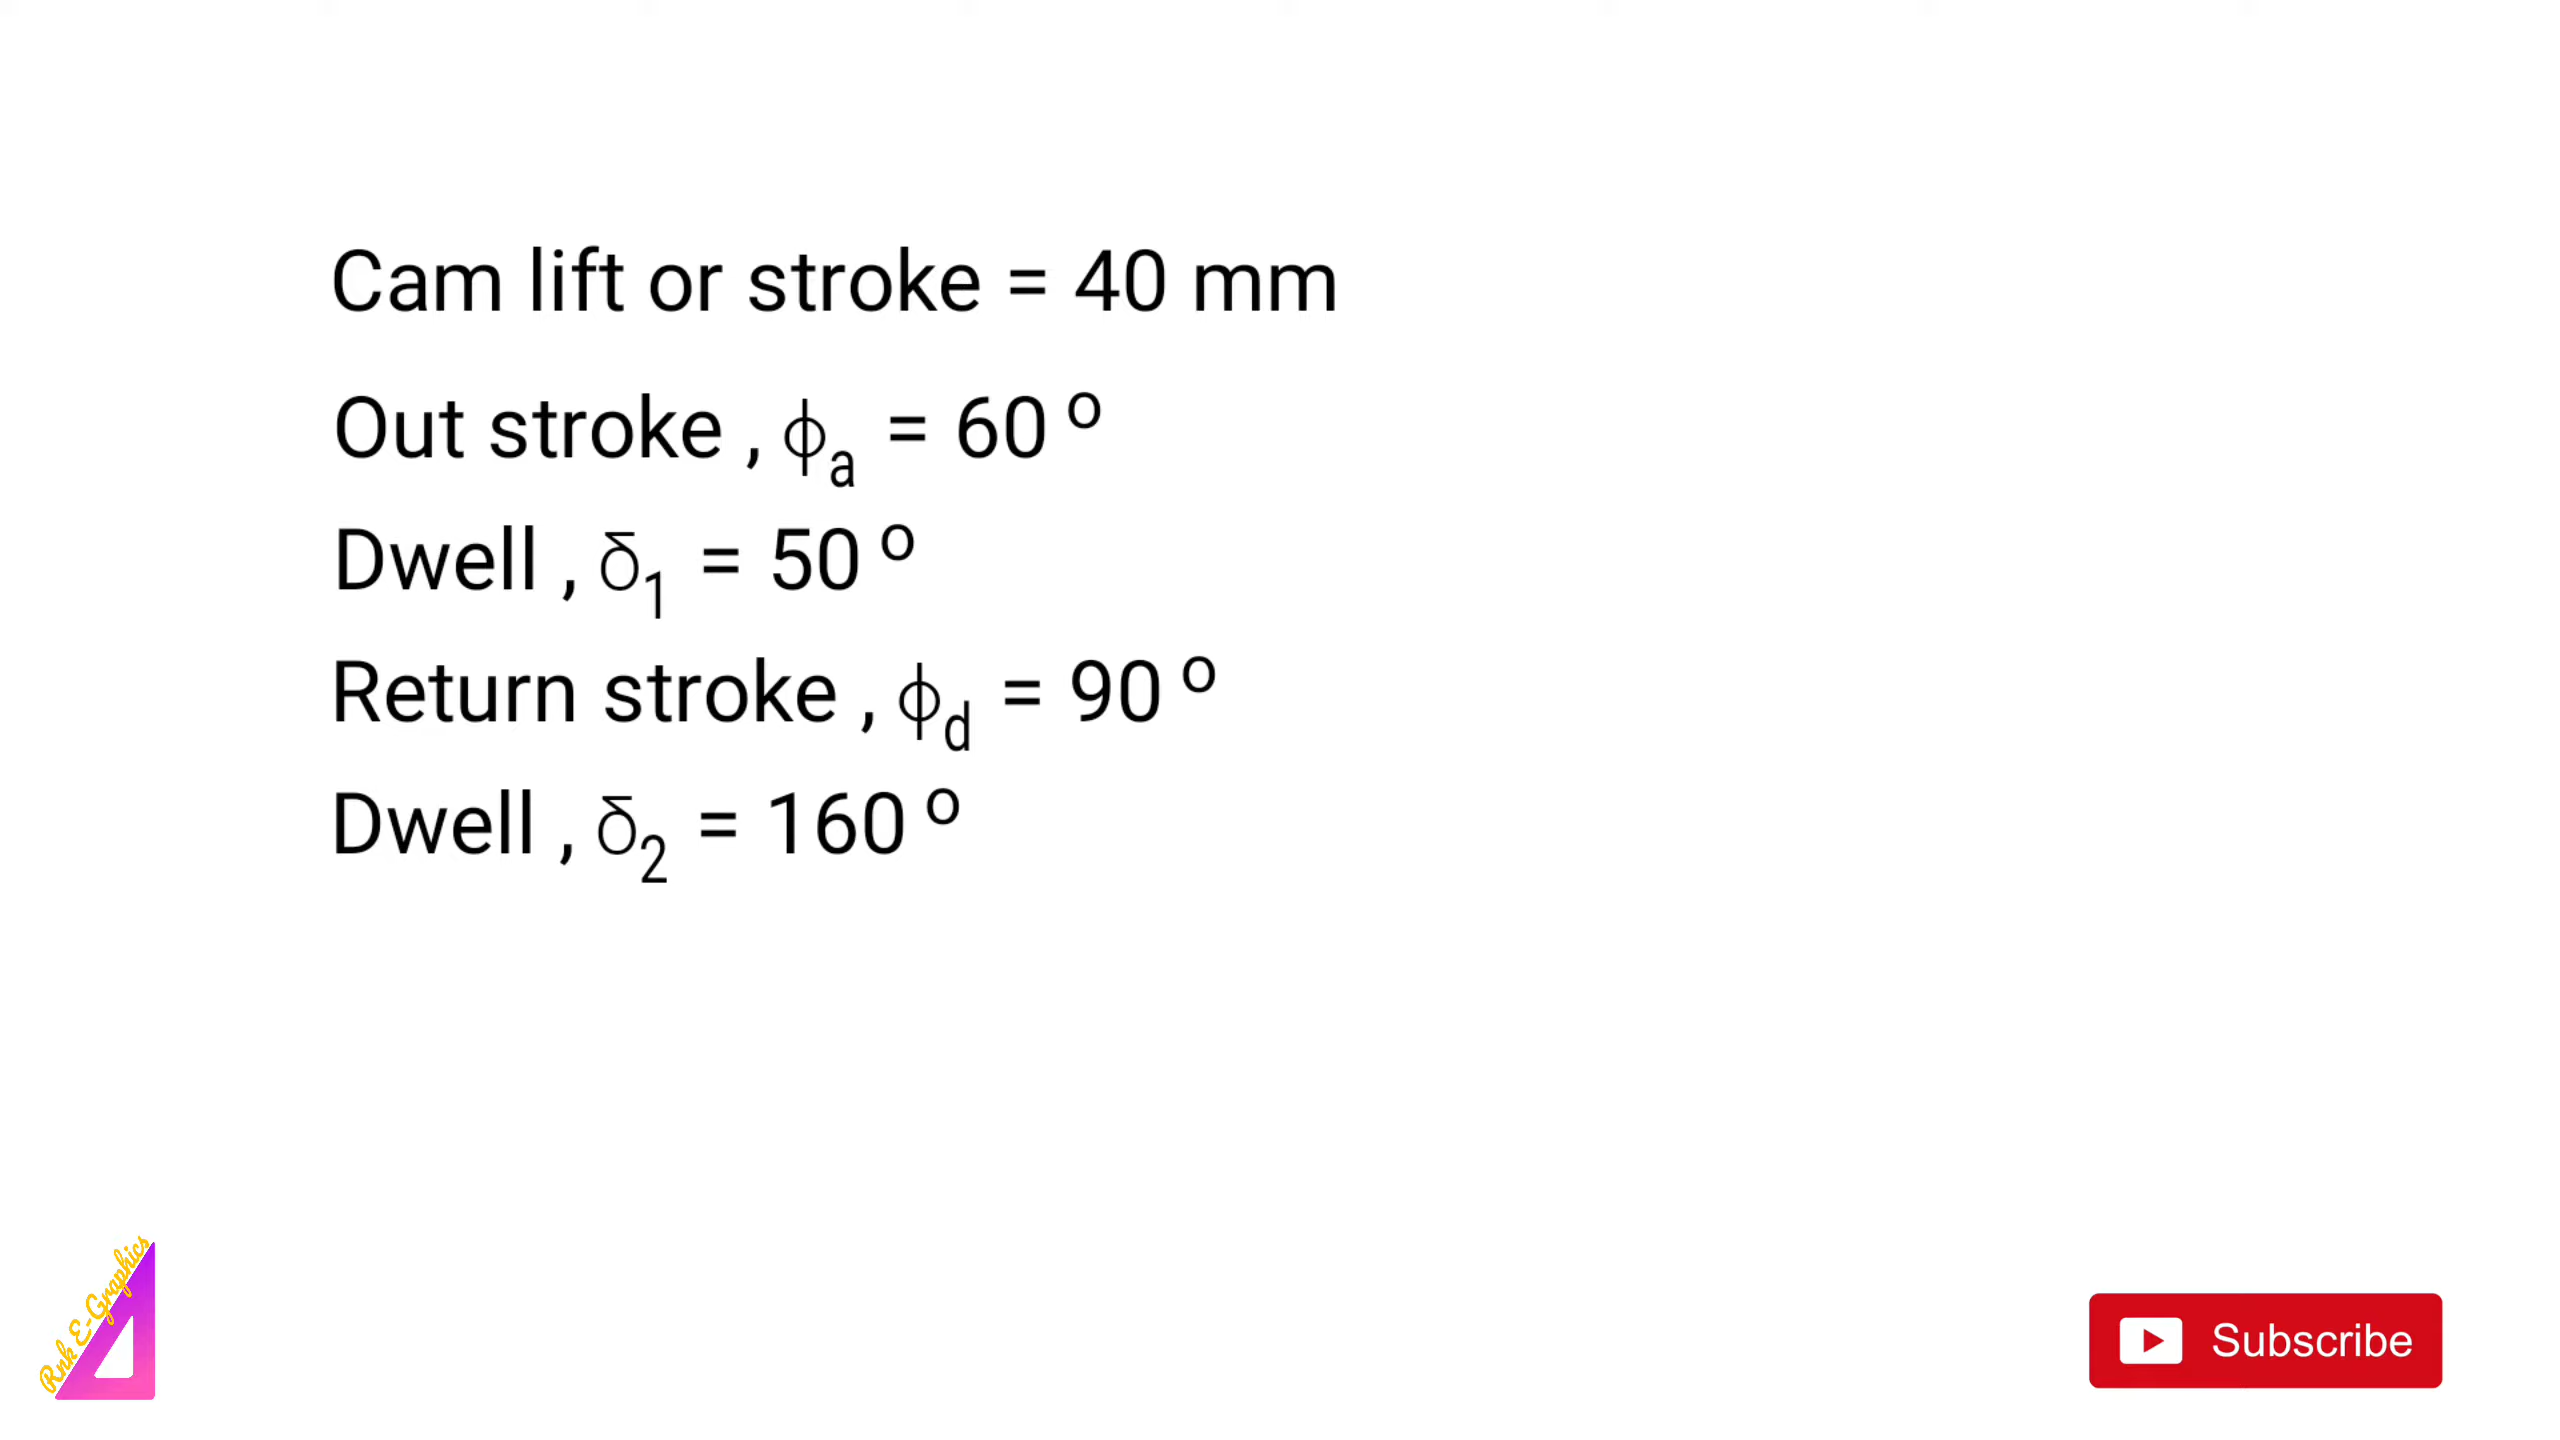 Cam lift or stroke = 40 mm
Out stroke , ϕa = 60 o
Dwell , δ1 = 50 o
Return stroke , ϕd = 90 o
Dwell , δ2 = 160 o
Rnk E-Graphics
Subscribe